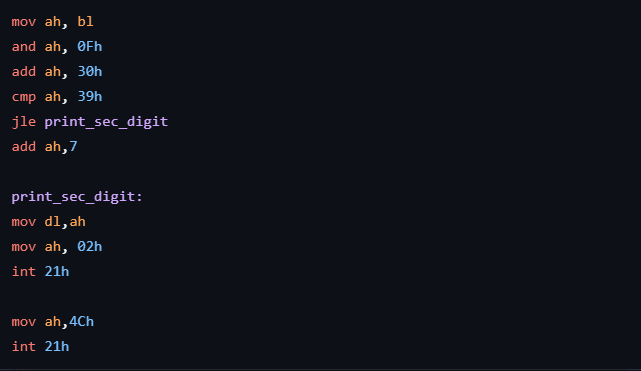 mov ah, bl
and ah, 0Fh
add ah, 30h
cmp ah, 39h
jle print_sec_digit
add ah,7
print_sec_digit:
mov dl,ah
mov ah, 02h
int 21h
mov ah,4Ch
int 21h